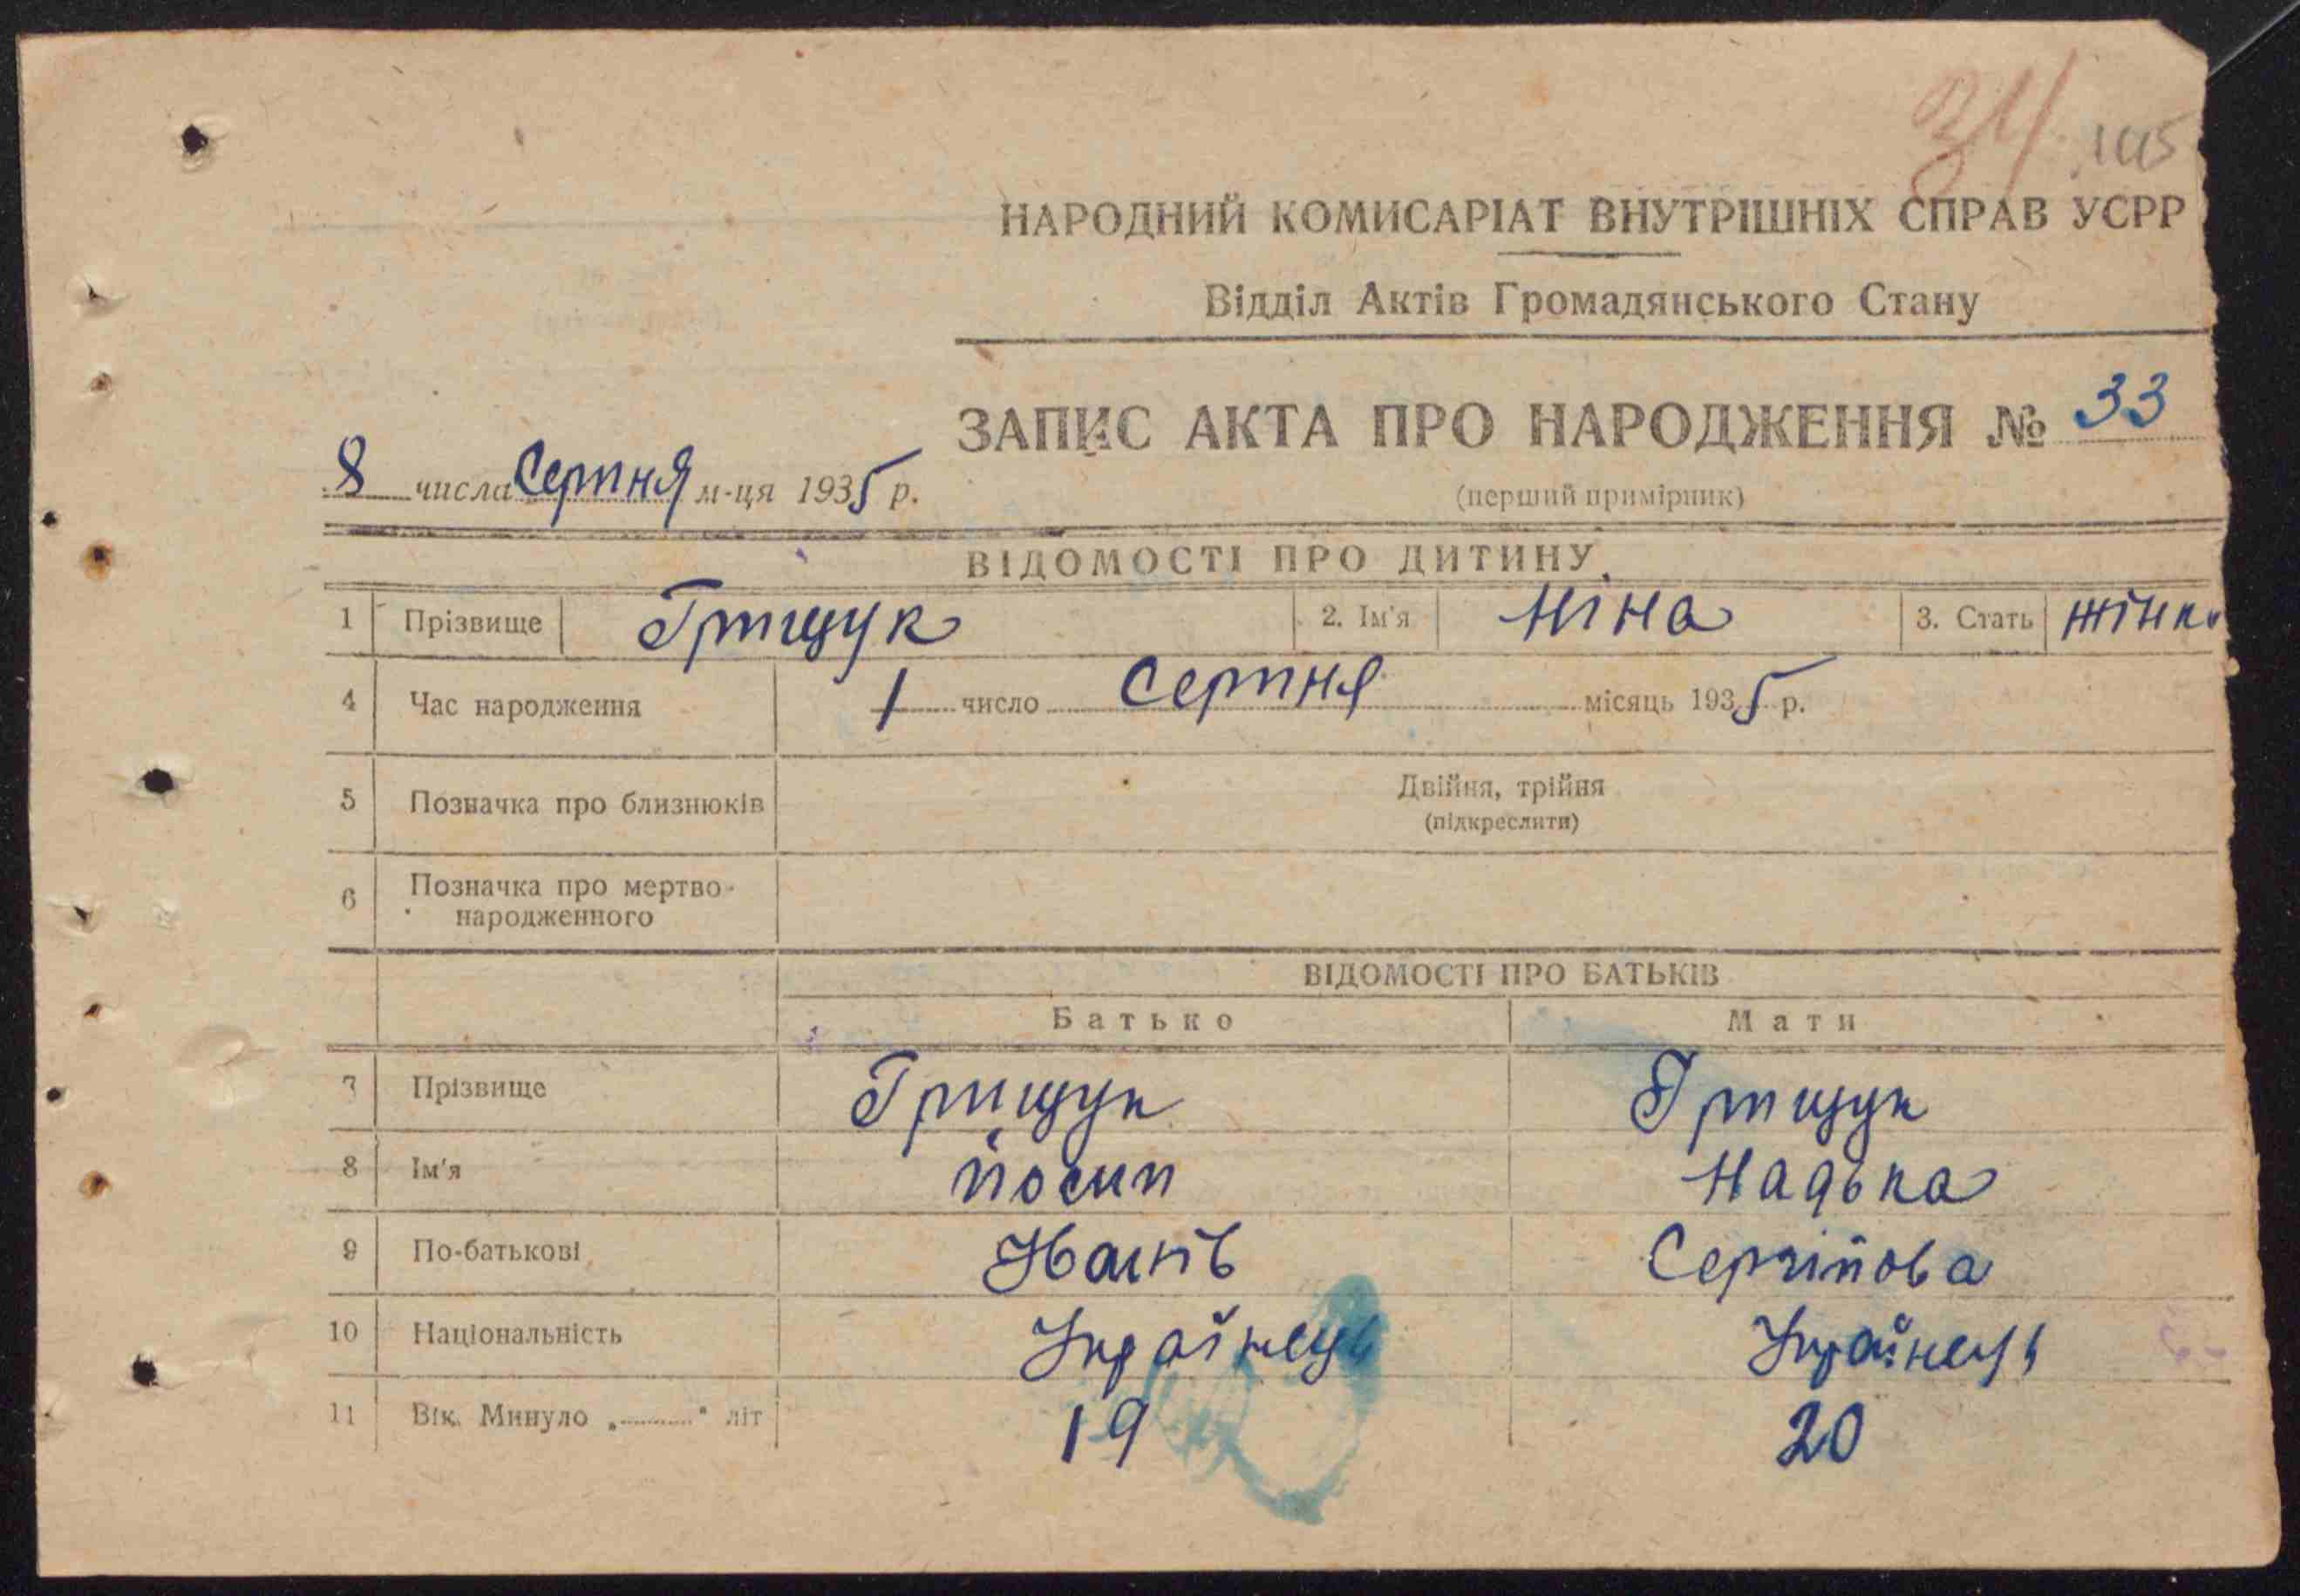 34 105
НАРОДНИЙ КОМИСАРІАТ ВНУТРІШНІХ СПРАВ УСРР
Відділ Актів Громадянського Стану
ЗАПИС АКТА ПРО НАРОДЖЕННЯ № 33
8 числа Серпня м-ця 1935 р.
(перший примірник)
ВІДОМОСТІ ПРО ДИТИНУ
1 Прізвище Грищук 2. Ім'я Ніна 3. Стать жінк.
4 Час народження 1 число Серпня місяць 1935 р.
5 Позначка про близнюків Двійня, трійня
(підкреслити)
6 Позначка про мертво-
народженного
ВІДОМОСТІ ПРО БАТЬКІВ
Батько Мати
7 Прізвище Грищук Грищук
8 Ім'я Йосип Надька
9 По-батькові Іванів Сергійова
10 Національність Українець Українець
11 Вік. Минуло „ “ літ 19 20